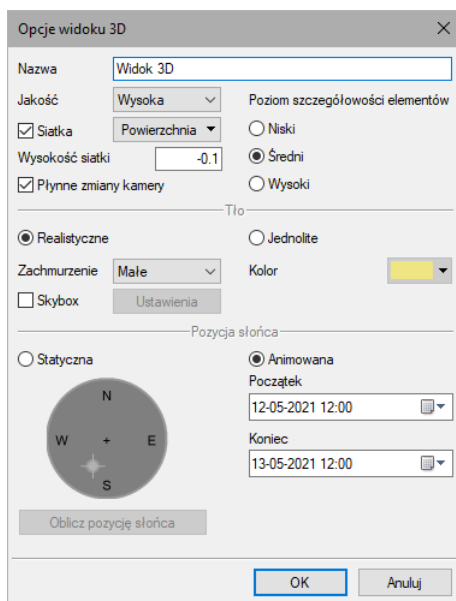 Opcje widoku 3D
Nazwa Widok 3D
Jakość Wysoka Poziom szczegółowości elementów
Siatka Powierzchnia Niski
Wysokość siatki -0.1 Średni
Płynne zmiany kamery Wysoki
Tło
Realistyczne Jednolite
Zachmurzenie Małe Kolor
Skybox Ustawienia
Pozycja słońca
Statyczna Animowana
Początek
N
12-05-2021 12:00
W + E
Koniec
13-05-2021 12:00
S
Oblicz pozycję słońca
OK Anuluj